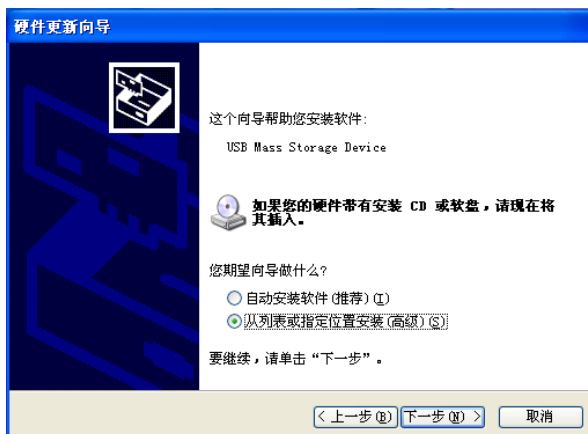 硬件更新向导
这个向导帮助您安装软件:
USB Mass Storage Device
如果您的硬件带有安装 CD 或软盘，请现在将
其插入。
您期望向导做什么?
自动安装软件(推荐)(I)
从列表或指定位置安装(高级)(S)
要继续，请单击“下一步”。
< 上一步(B) 下一步(N) > 取消